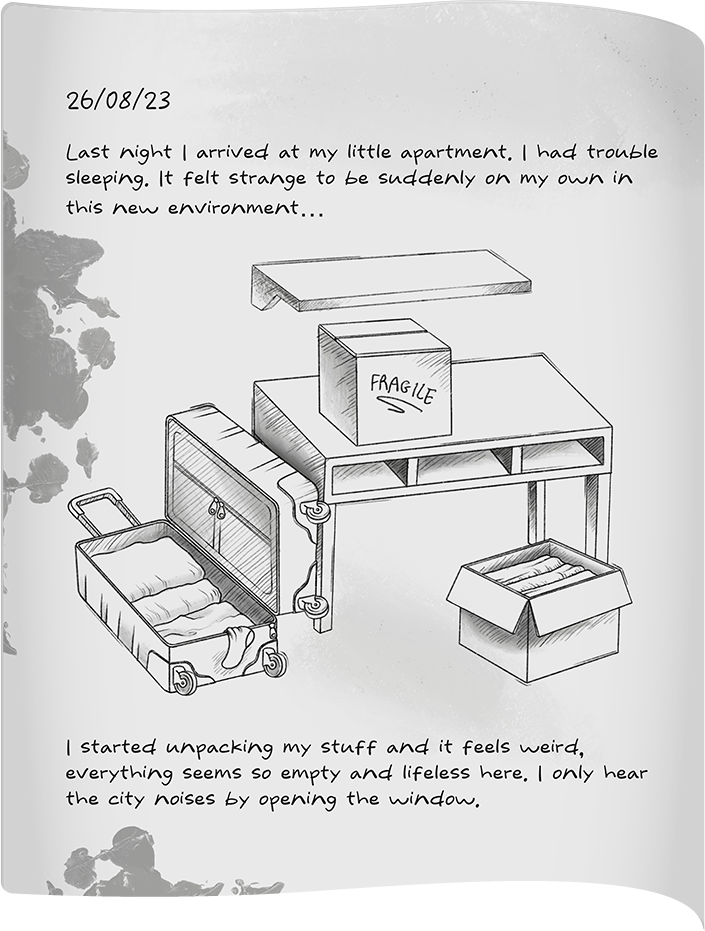 26/08/23
Last night I arrived at my little apartment. I had trouble
sleeping. It felt strange to be suddenly on my own in
this new environment...
FRAGILE
I started unpacking my stuff and it feels weird,
everything seems so empty and lifeless here. I only hear
the city noises by opening the window.